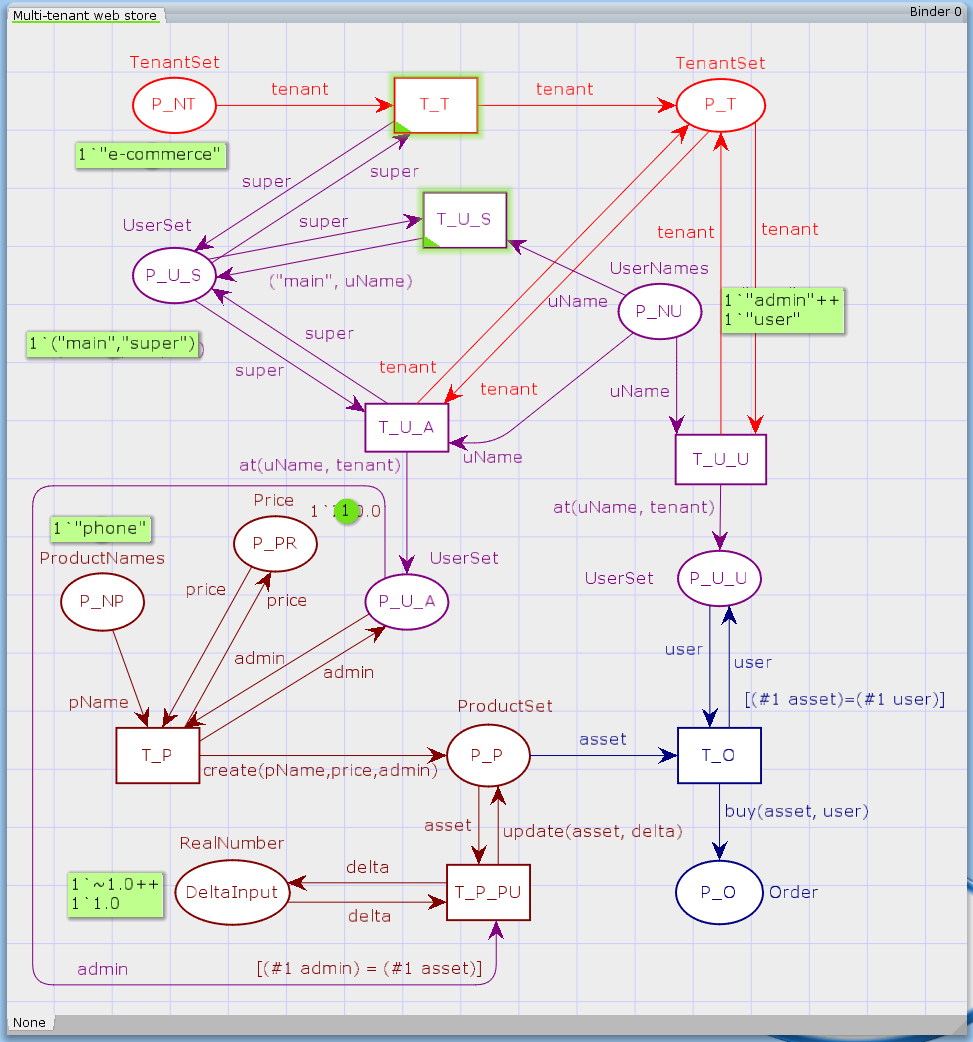 Multi-tenant web store
Binder 0
TenantSet
TenantSet
P_NT
tenant
T_T
tenant
P_T
1`"e-commerce"
super
super
UserSet
T_U_S
super
tenant
tenant
P_U_S
("main", uName)
UserNames
uName
P_NU
1`"admin"++
1`"user"
1`("main","super")
super
super
tenant
tenant
uName
T_U_A
uName
T_U_U
at(uName, tenant)
at(uName, tenant)
Price
1
0.0
1`"phone"
P_PR
ProductNames
UserSet
UserSet
P_U_U
P_NP
price
price
P_U_A
admin
admin
user
user
pName
[(#1 asset)=(#1 user)]
ProductSet
T_P
create(pName,price,admin)
P_P
asset
T_O
asset
update(asset, delta)
buy(asset, user)
RealNumber
delta
1`~1.0++
1`1.0
DeltaInput
delta
T_P_PU
P_O
Order
admin
[(#1 admin) = (#1 asset)]
None